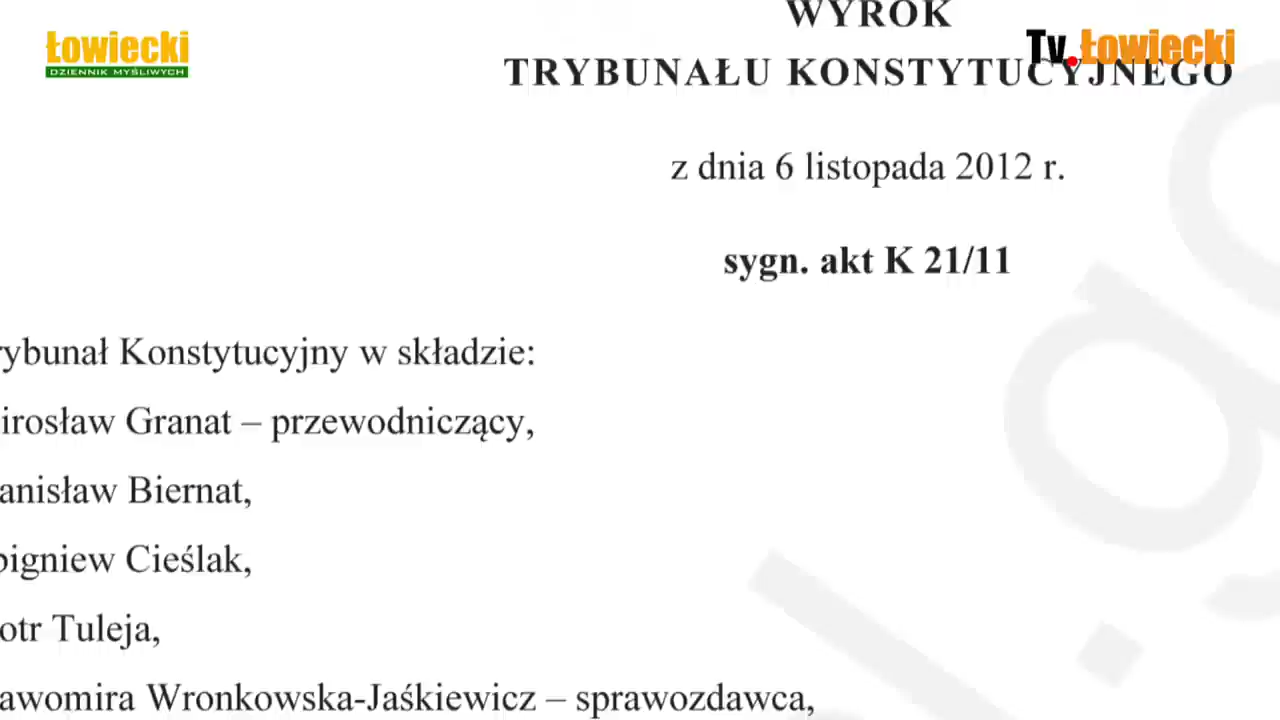 WYROK
Łowiecki
DZIENNIK MYŚLIWYCH
Tv.Łowiecki
TRYBUNAŁU KONSTYTUCYJNEGO
z dnia 6 listopada 2012 r.
sygn. akt K 21/11
rybunał Konstytucyjny w składzie:
irosław Granat – przewodniczący,
anisław Biernat,
bigniew Cieślak,
otr Tuleja,
awomira Wronkowska-Jaśkiewicz – sprawozdawca,